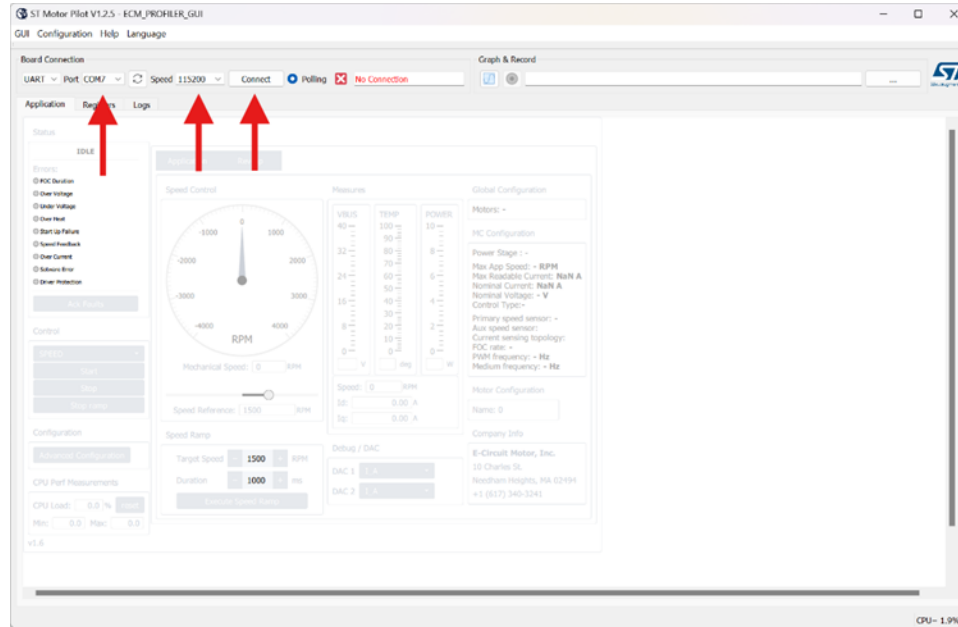 ST Motor Pilot V1.2.5 - ECM_PROFILER_GUI
GUI Configuration Help Language
Board Connection
Graph & Record
UART Port COM7 Speed 115200 Connect Polling No Connection
...
Application Registers Logs
Status
IDLE
Errors:
FOC Duration
Over Voltage
Under Voltage
Over Heat
Start Up Failure
Speed Feedback
Over Current
Software Error
Driver Protection
Ack Faults
Control
SPEED
Start
Stop
Stop ramp
Configuration
Advanced Configuration
CPU Perf Measurements
CPU Load: 0.0 %
Min: 0.0 Max: 0.0
v1.6
Speed Control
0
-1000 1000
-2000 2000
-3000 3000
-4000 4000
RPM
Mechanical Speed: 0 RPM
Speed Reference: 1500 RPM
Speed Ramp
Target Speed - 1500 + RPM
Duration - 1000 + ms
Execute Speed Ramp
Measures
VBUS TEMP POWER
40 100 10
90
32 80 8
70
24 60 6
50
16 40 4
30
8 20 2
10
0 0 0
V deg W
Speed: 0 RPM
Id: 0.00 A
Iq: 0.00 A
Debug / DAC
DAC 1 I_A
DAC 2 I_A
Global Configuration
Motors: -
MC Configuration
Power Stage : -
Max App Speed: - RPM
Max Readable Current: NaN A
Nominal Current: NaN A
Nominal Voltage: - V
Control Type:-
Primary speed sensor: -
Aux speed sensor:
Current sensing topology:
FOC rate: -
PWM frequency: - Hz
Medium frequency: - Hz
Motor Configuration
Name: 0
Company Info
E-Circuit Motor, Inc.
10 Charles St.
Needham Heights, MA 02494
+1 (617) 340-3241
CPU~ 1.9%